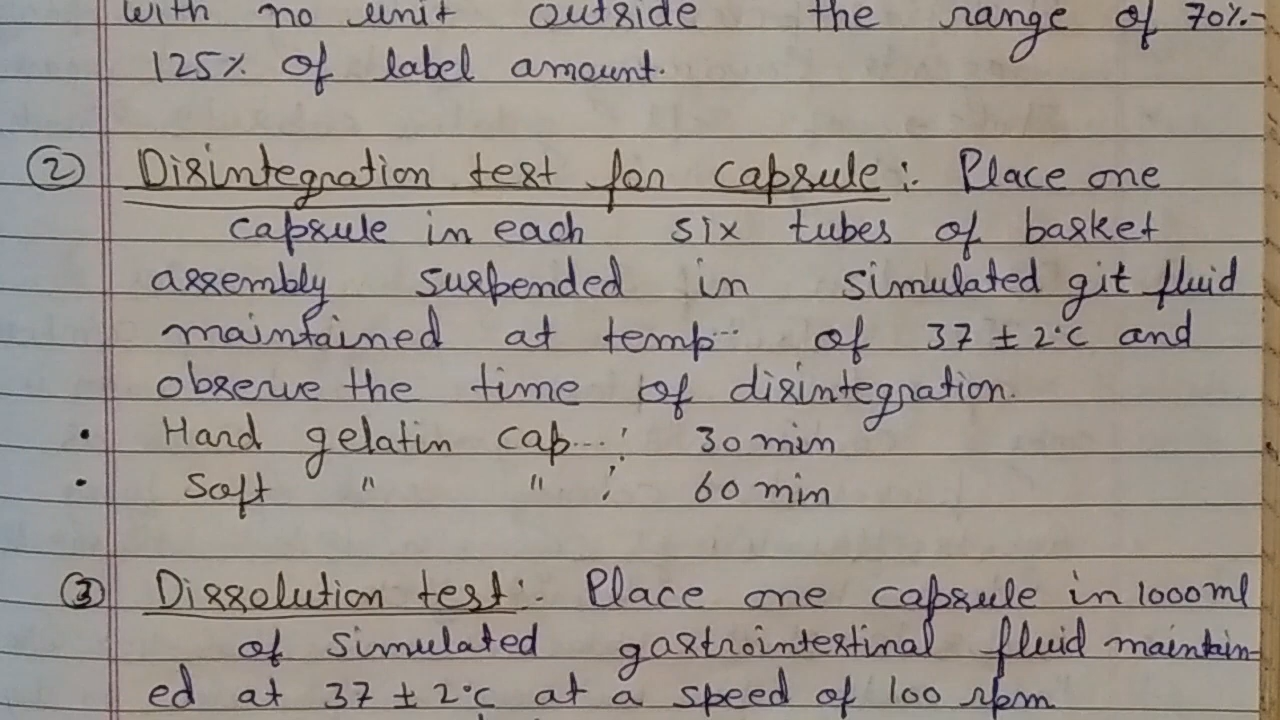 with no unit outside the range of 70%-
125% of label amount.
② Disintegration test for capsule:. Place one
capsule in each six tubes of basket
assembly suspended in simulated git fluid
maintained at temp... of 37 ± 2°C and
observe the time of disintegration.
• Hard gelatin cap...: 30 min
• Soft " " : 60 min
③ Dissolution test:. Place one capsule in 1000ml
of simulated gastrointestinal fluid maintain-
ed at 37 ± 2°C at a speed of 100 rpm